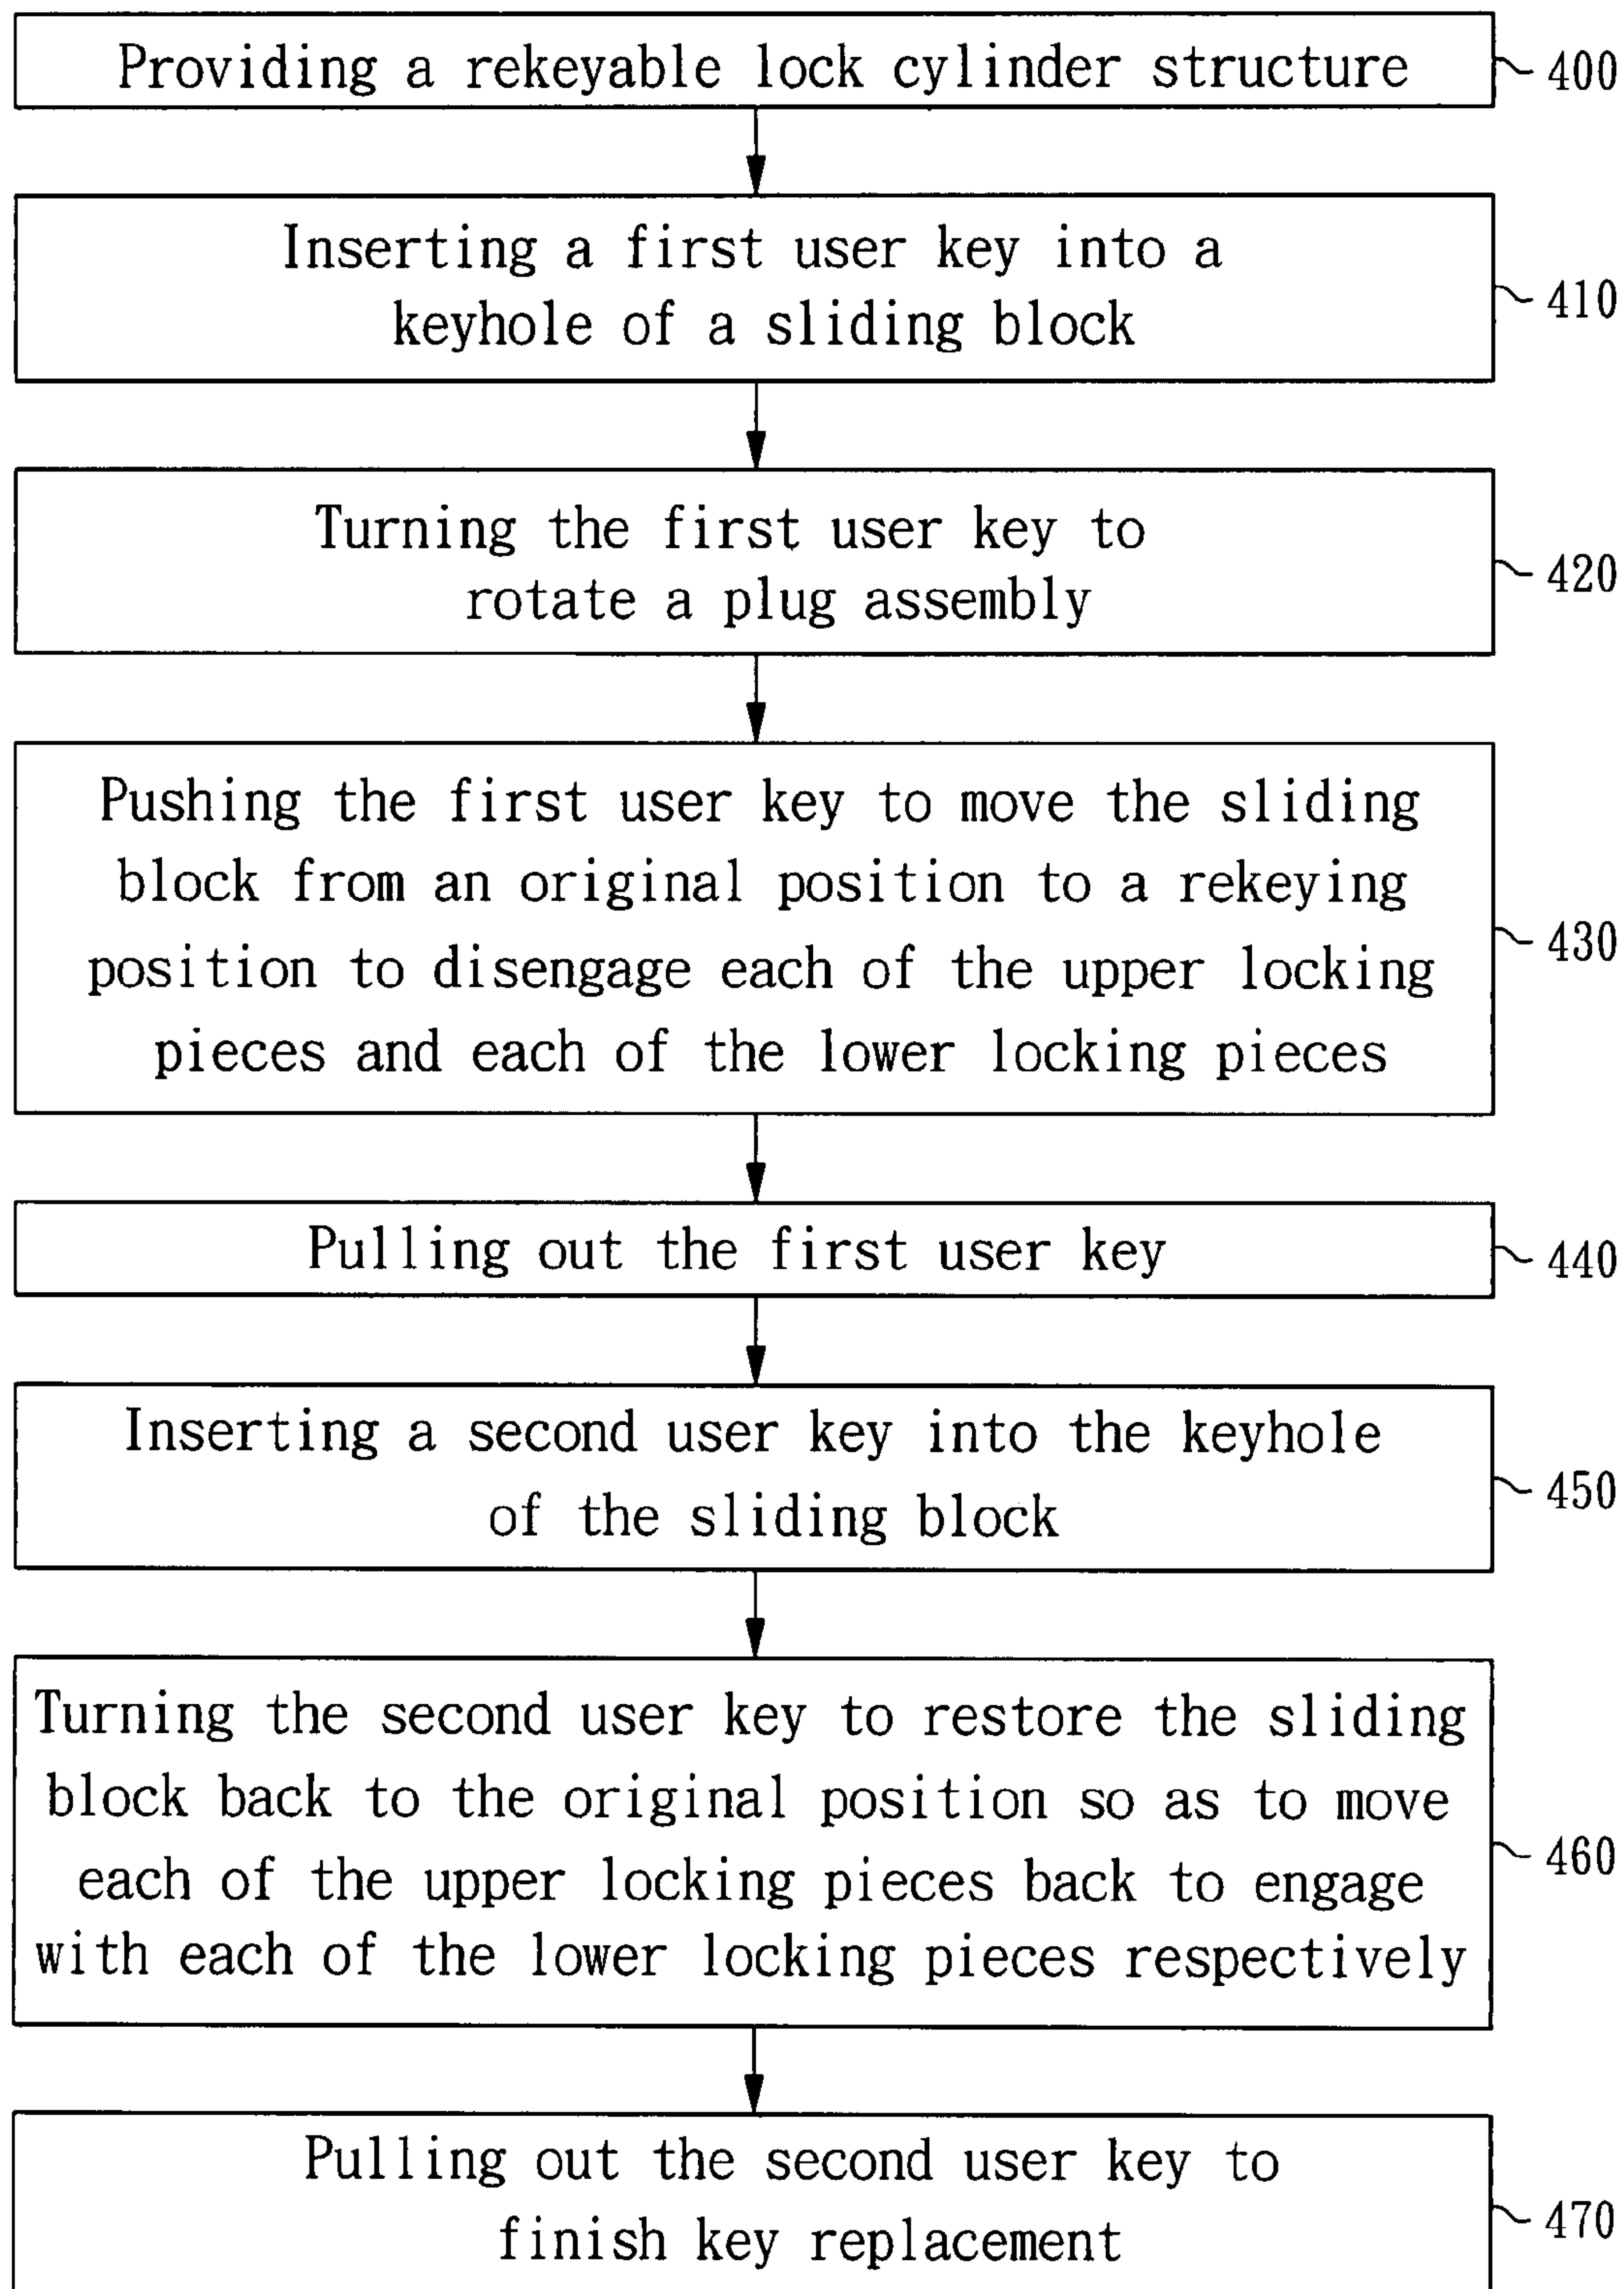 Providing a rekeyable lock cylinder structure
400
Inserting a first user key into a
keyhole of a sliding block
410
Turning the first user key to
rotate a plug assembly
420
Pushing the first user key to move the sliding
block from an original position to a rekeying
position to disengage each of the upper locking
pieces and each of the lower locking pieces
430
Pulling out the first user key
440
Inserting a second user key into the keyhole
of the sliding block
450
Turning the second user key to restore the sliding
block back to the original position so as to move
each of the upper locking pieces back to engage
with each of the lower locking pieces respectively
460
Pulling out the second user key to
finish key replacement
470